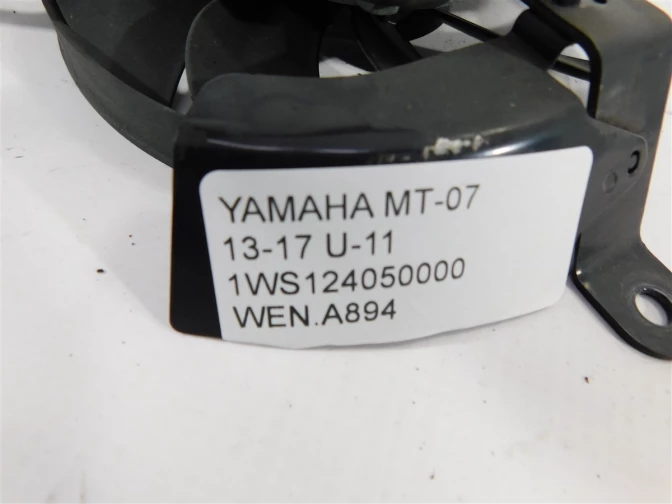 YAMAHA MT-07
13-17 U-11
1WS124050000
WEN.A894